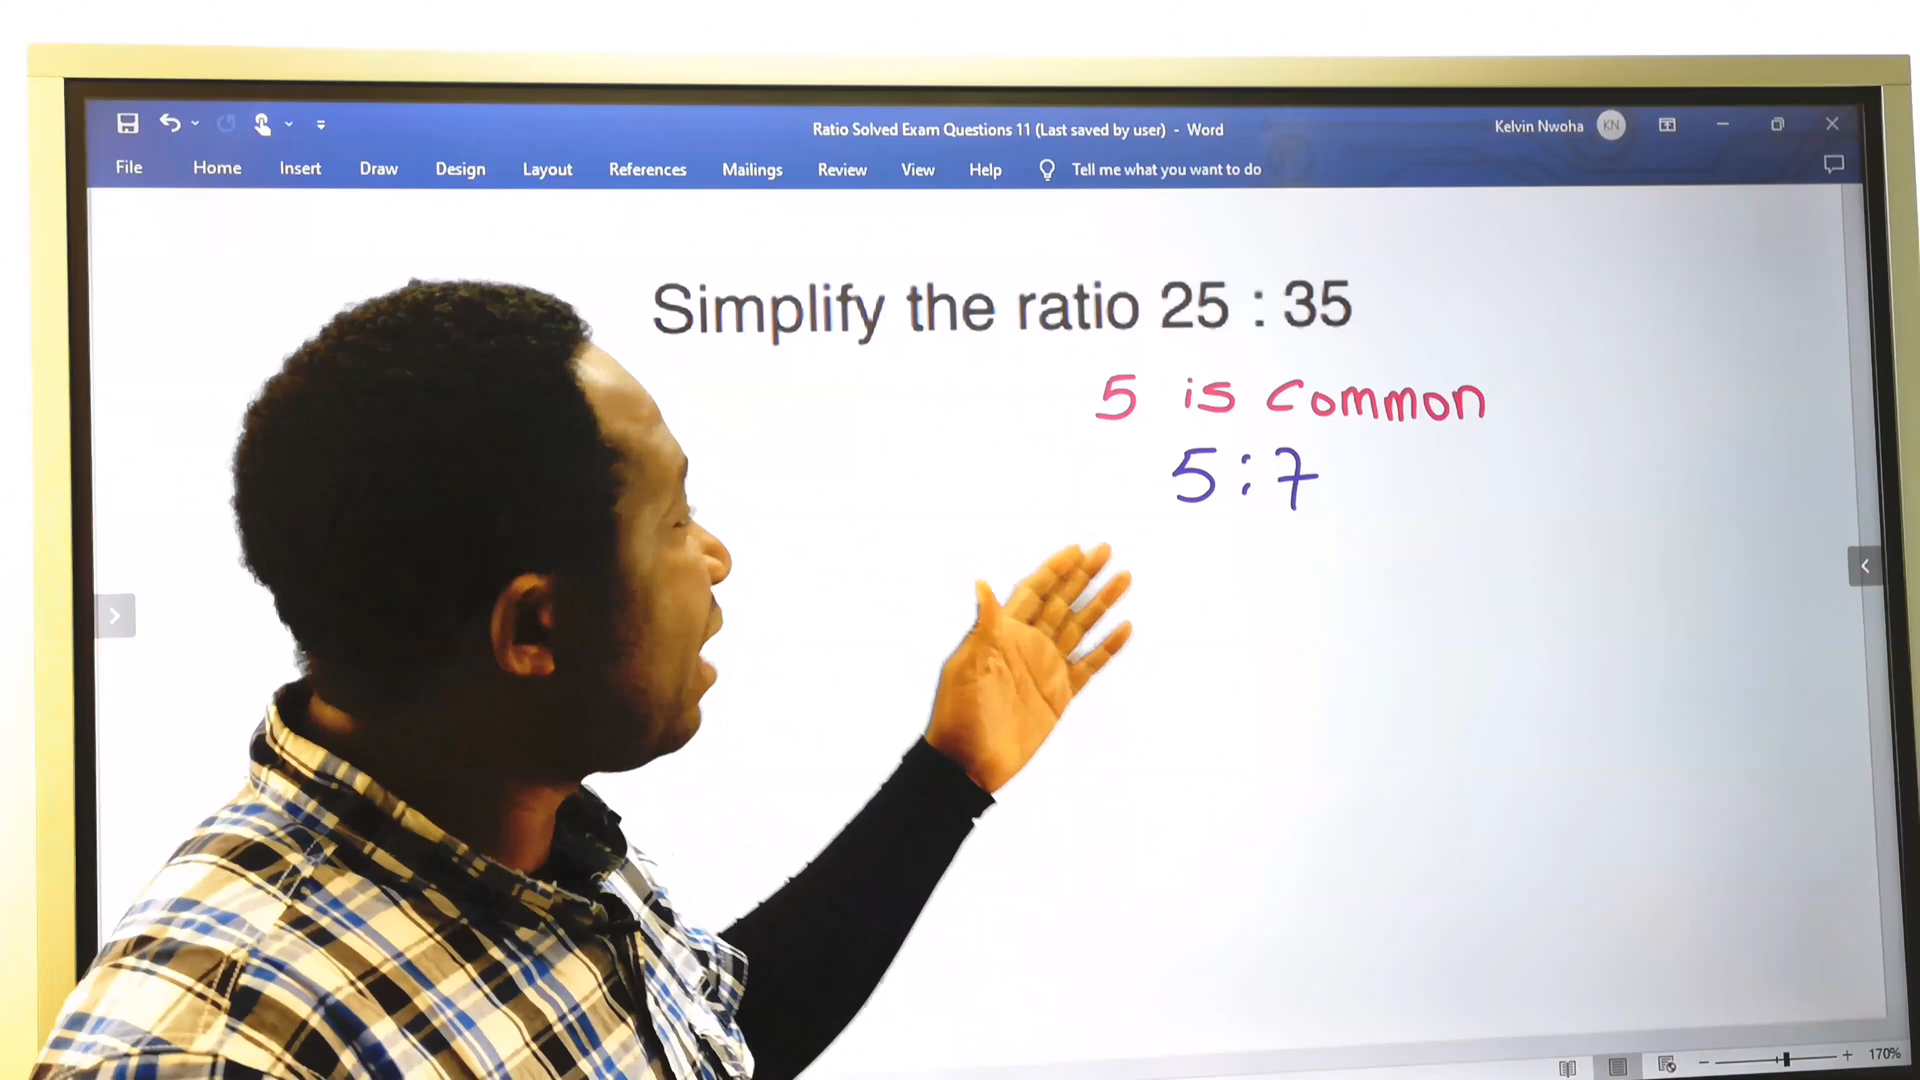 Ratio Solved Exam Questions 11 (Last saved by user) - Word
Kelvin Nwoha KN
File Home Insert Draw Design Layout References Mailings Review View Help Tell me what you want to do
Simplify the ratio 25 : 35
5 is common
5 : 7
170%